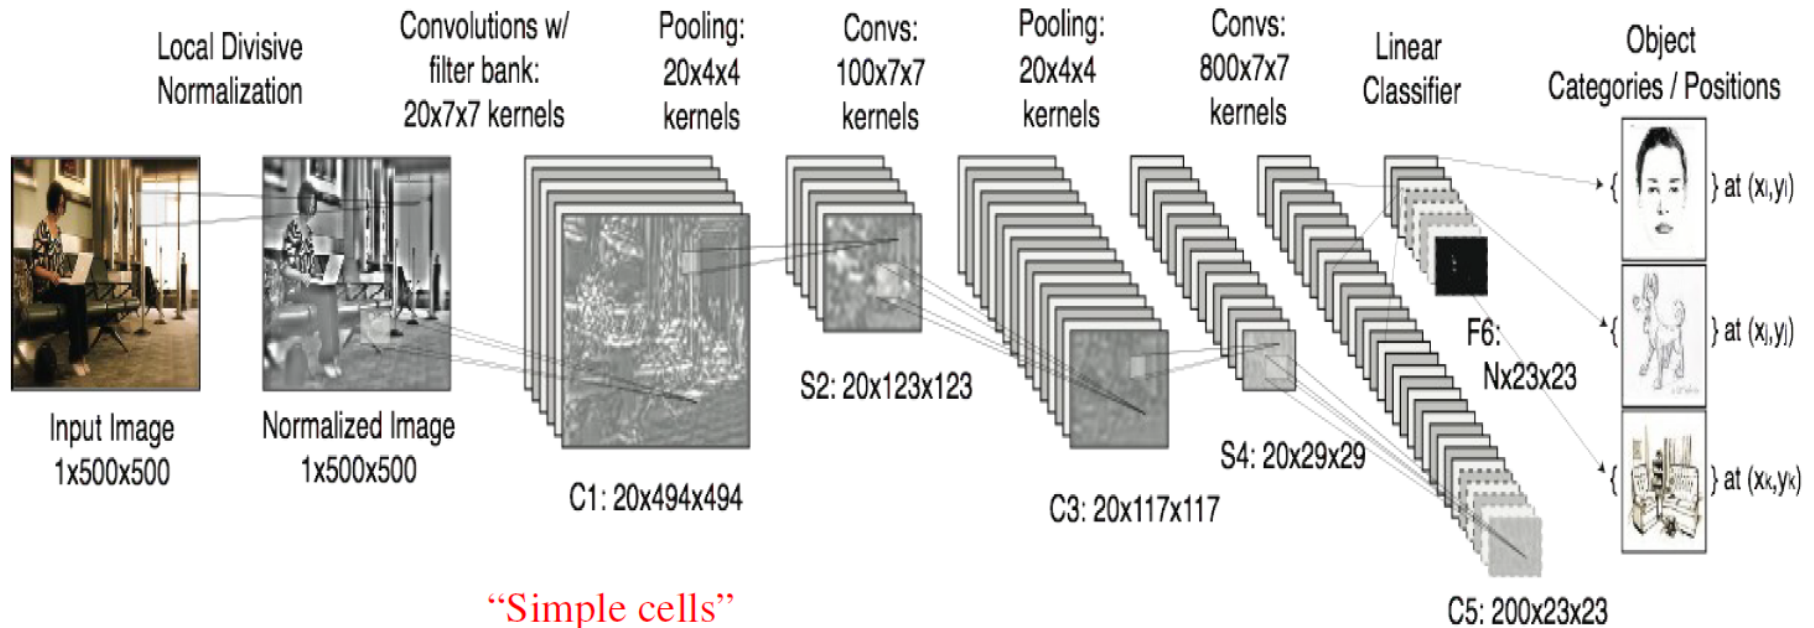 Local Divisive
Normalization
Convolutions w/
filter bank:
20x7x7 kernels
Pooling:
20x4x4
kernels
Convs:
100x7x7
kernels
Pooling:
20x4x4
kernels
Convs:
800x7x7
kernels
Linear
Classifier
Object
Categories / Positions
{ } at (xi,yi)
{ } at (xj,yj)
{ } at (xk,yk)
Input Image
1x500x500
Normalized Image
1x500x500
C1: 20x494x494
S2: 20x123x123
C3: 20x117x117
S4: 20x29x29
C5: 200x23x23
F6:
Nx23x23
“Simple cells”